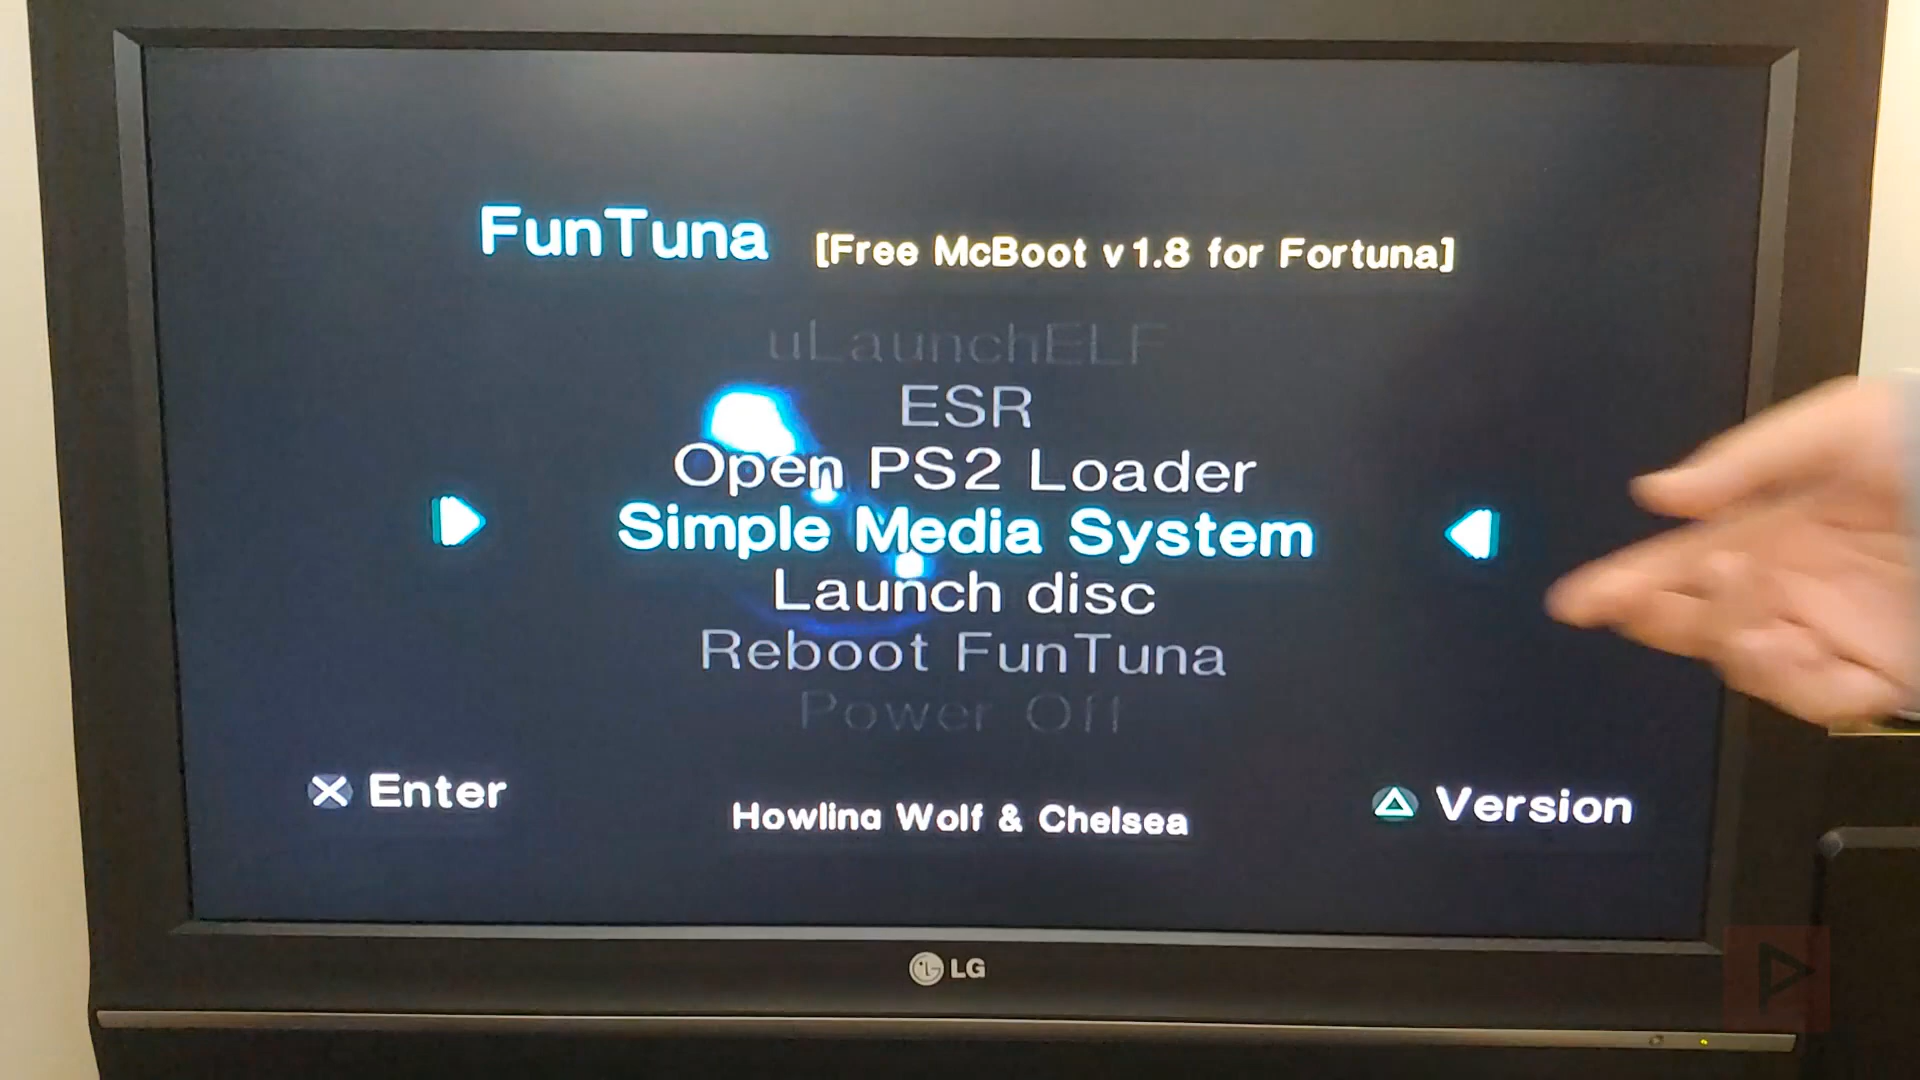 FunTuna [Free McBoot v1.8 for Fortuna]
uLaunchELF
ESR
Open PS2 Loader
Simple Media System
Launch disc
Reboot FunTuna
Power Off
Enter
Howling Wolf & Chelsea
Version
LG